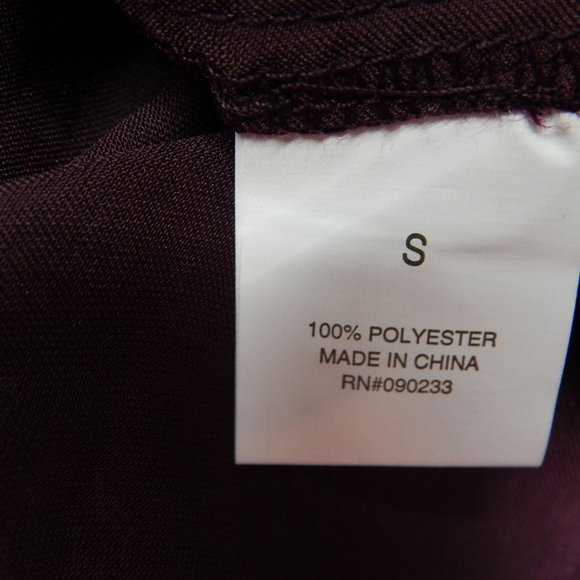 S
100% POLYESTER
MADE IN CHINA
RN#090233